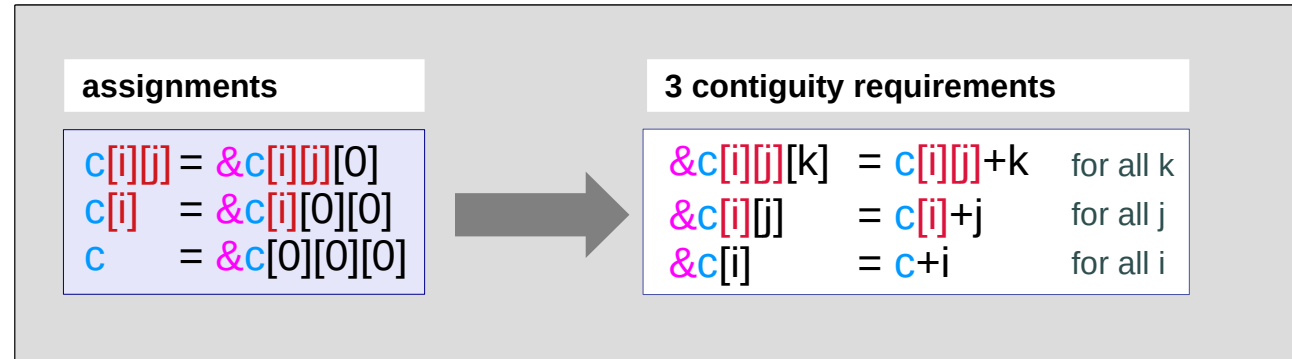 assignments
c[i][j] = &c[i][j][0]
c[i] = &c[i][0][0]
c = &c[0][0][0]
3 contiguity requirements
&c[i][j][k] = c[i][j]+k for all k
&c[i][j] = c[i]+j for all j
&c[i] = c+i for all i